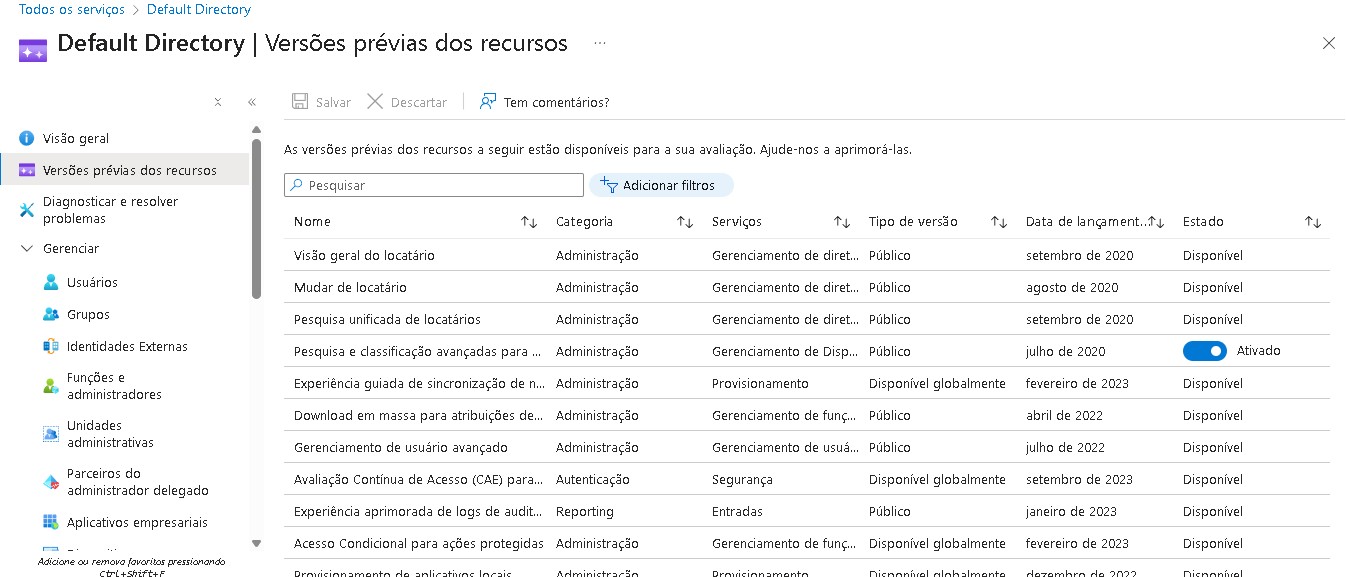 Todos os serviços > Default Directory
Default Directory | Versões prévias dos recursos ...
Salvar Descartar Tem comentários?
Visão geral
Versões prévias dos recursos
Diagnosticar e resolver
problemas
Gerenciar
Usuários
Grupos
Identidades Externas
Funções e
administradores
Unidades
administrativas
Parceiros do
administrador delegado
Aplicativos empresariais
Adicione ou remova favoritos pressionando
Ctrl+Shift+F
As versões prévias dos recursos a seguir estão disponíveis para a sua avaliação. Ajude-nos a aprimorá-las.
Pesquisar Adicionar filtros
Nome Categoria Serviços Tipo de versão Data de lançament... Estado
Visão geral do locatário Administração Gerenciamento de diret... Público setembro de 2020 Disponível
Mudar de locatário Administração Gerenciamento de diret... Público agosto de 2020 Disponível
Pesquisa unificada de locatários Administração Gerenciamento de diret... Público setembro de 2020 Disponível
Pesquisa e classificação avançadas para ... Administração Gerenciamento de Disp... Público julho de 2020 Ativado
Experiência guiada de sincronização de n... Administração Provisionamento Disponível globalmente fevereiro de 2023 Disponível
Download em massa para atribuições de... Administração Gerenciamento de funç... Público abril de 2022 Disponível
Gerenciamento de usuário avançado Administração Gerenciamento de usuá... Público julho de 2022 Disponível
Avaliação Contínua de Acesso (CAE) para... Autenticação Segurança Disponível globalmente setembro de 2023 Disponível
Experiência aprimorada de logs de audit... Reporting Entradas Público janeiro de 2023 Disponível
Acesso Condicional para ações protegidas Administração Gerenciamento de funç... Disponível globalmente fevereiro de 2023 Disponível
Provisionamento de aplicativos locais Administração Provisionamento Disponível globalmente dezembro de 2022 Disponível